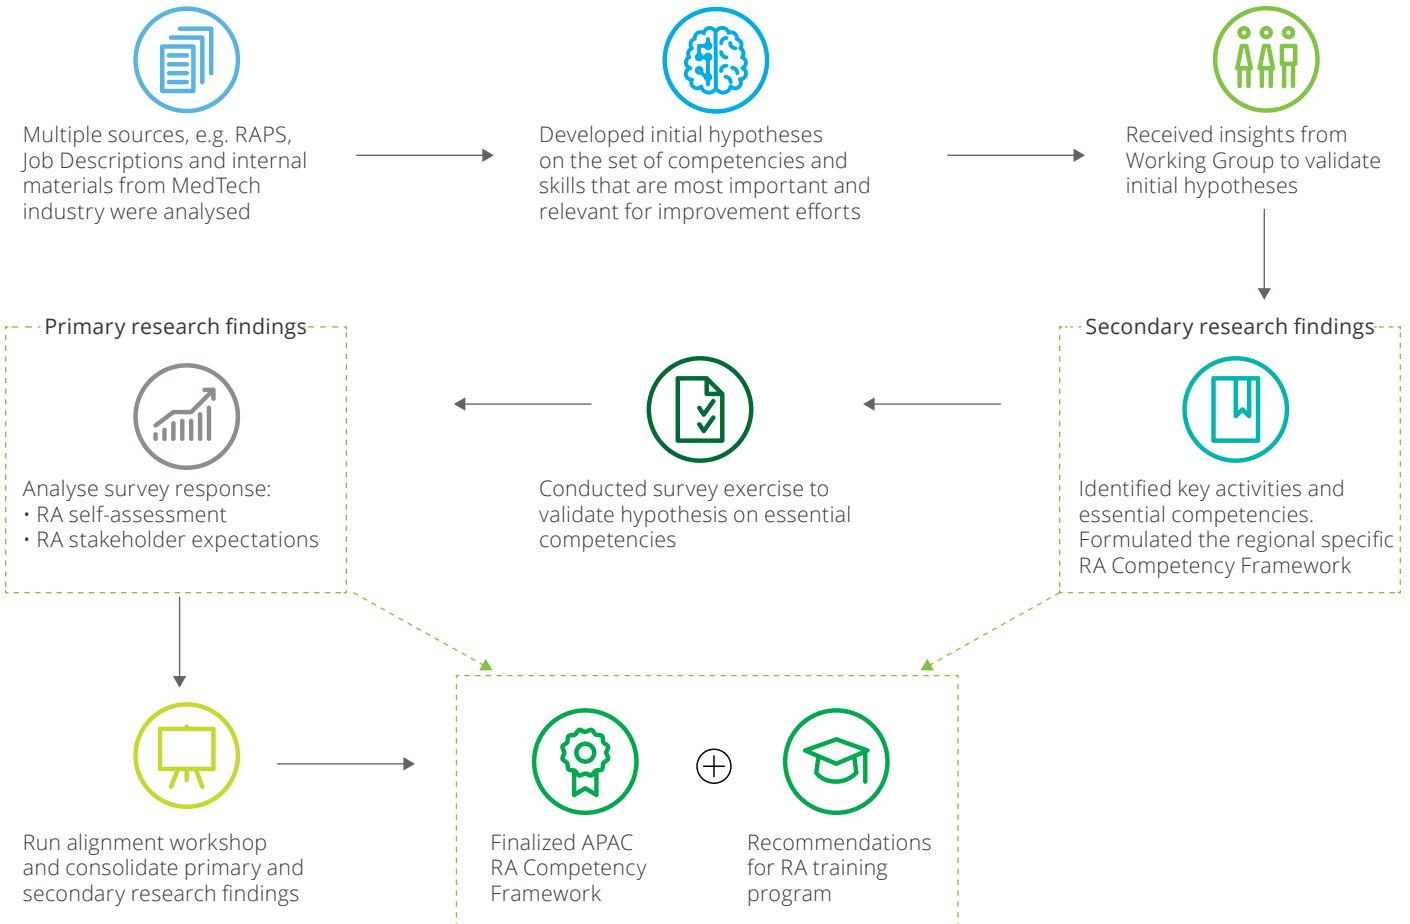 Multiple sources, e.g. RAPS,
Job Descriptions and internal
materials from MedTech
industry were analysed
Developed initial hypotheses
on the set of competencies and
skills that are most important and
relevant for improvement efforts
Received insights from
Working Group to validate
initial hypotheses
Primary research findings
Analyse survey response:
• RA self-assessment
• RA stakeholder expectations
Conducted survey exercise to
validate hypothesis on essential
competencies
Secondary research findings
Identified key activities and
essential competencies.
Formulated the regional specific
RA Competency Framework
Run alignment workshop
and consolidate primary and
secondary research findings
Finalized APAC
RA Competency
Framework
Recommendations
for RA training
program